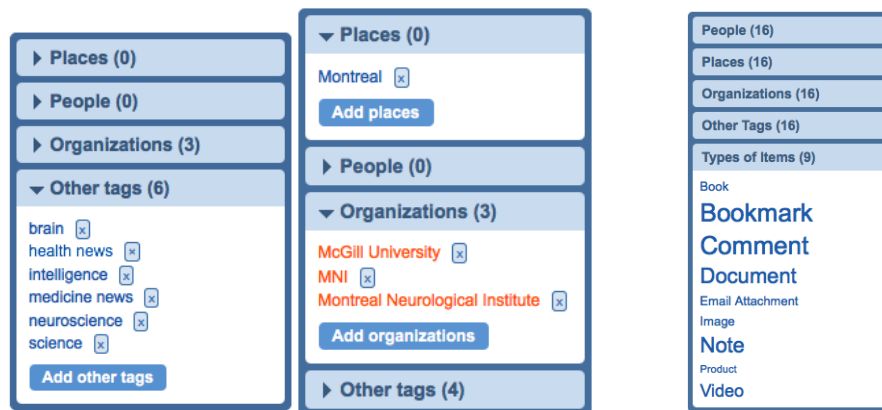 Places (0)
People (0)
Organizations (3)
Other tags (6)
brain x
health news x
intelligence x
medicine news x
neuroscience x
science x
Add other tags
Places (0)
Montreal x
Add places
People (0)
Organizations (3)
McGill University x
MNI x
Montreal Neurological Institute x
Add organizations
Other tags (4)
People (16)
Places (16)
Organizations (16)
Other Tags (16)
Types of Items (9)
Book
Bookmark
Comment
Document
Email Attachment
Image
Note
Product
Video